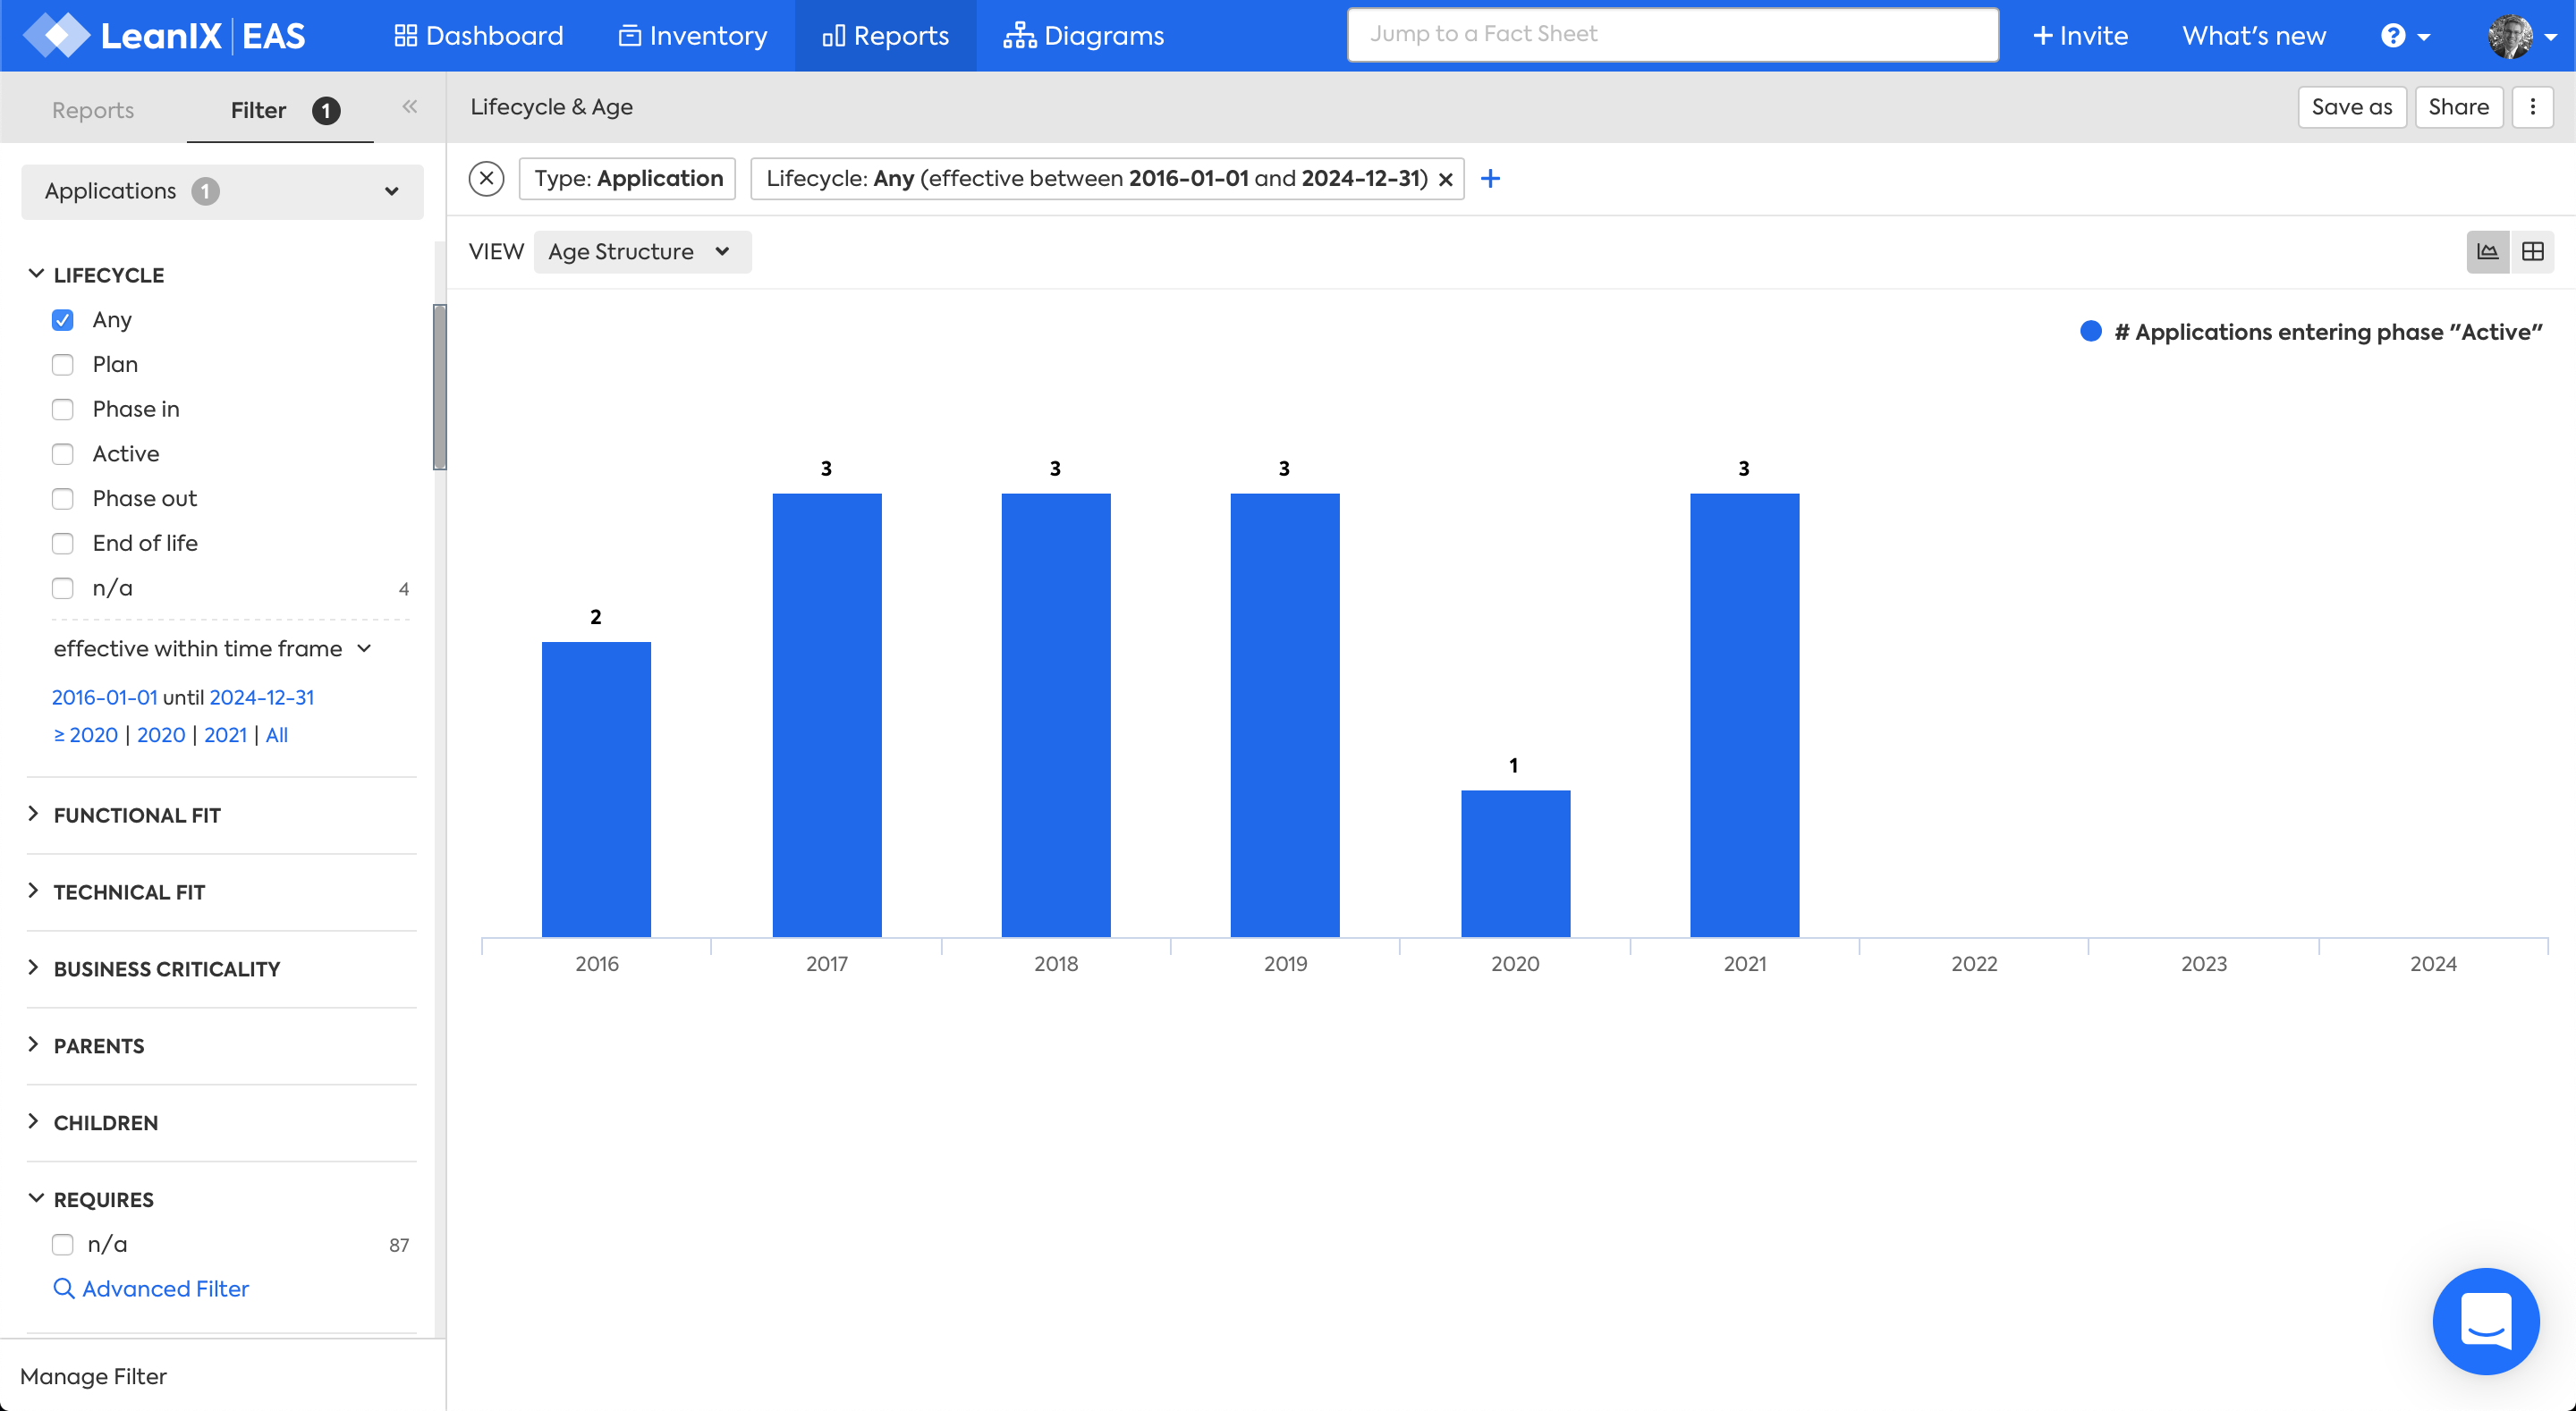 LeanIX | EAS
Dashboard
Inventory
Reports
Diagrams
Jump to a Fact Sheet
+ Invite
What's new
?
Reports
Filter 1
«
Lifecycle & Age
Save as
Share
Applications 1
Type: Application
Lifecycle: Any (effective between 2016-01-01 and 2024-12-31) ×
+
VIEW Age Structure
LIFECYCLE
Any
Plan
Phase in
Active
Phase out
End of life
n/a 4
effective within time frame
2016-01-01 until 2024-12-31
≥ 2020 | 2020 | 2021 | All
FUNCTIONAL FIT
TECHNICAL FIT
BUSINESS CRITICALITY
PARENTS
CHILDREN
REQUIRES
n/a 87
Advanced Filter
Manage Filter
# Applications entering phase "Active"
2 3 3 3 1 3
2016 2017 2018 2019 2020 2021 2022 2023 2024